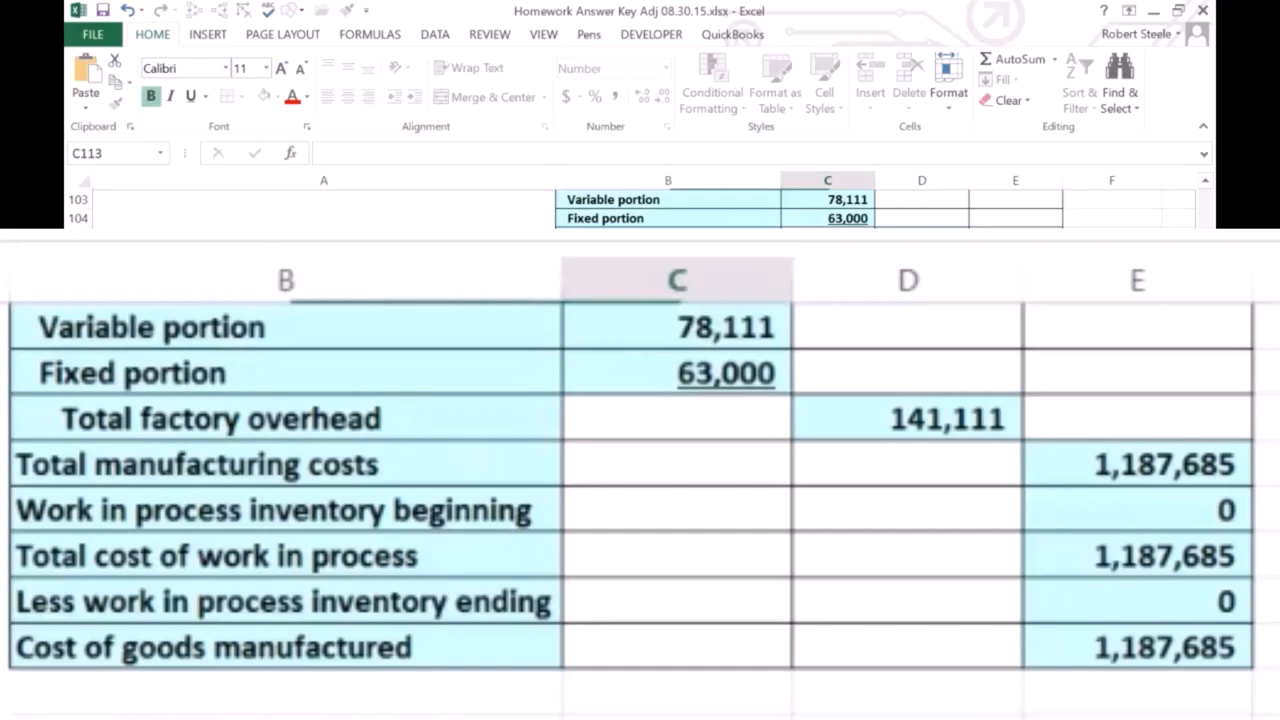 Homework Answer Key Adj 08.30.15.xlsx - Excel
FILE HOME INSERT PAGE LAYOUT FORMULAS DATA REVIEW VIEW Pens DEVELOPER QuickBooks Robert Steele
Calibri 11 Wrap Text Number AutoSum
Paste Conditional Formatting Format as Table Cell Styles Insert Delete Format Fill Sort & Filter Find & Select
B I U A Merge & Center $ % Clear
Clipboard Font Alignment Number Styles Cells Editing
C113 fx
A B C D E F
103 Variable portion 78,111
104 Fixed portion 63,000
B C D E
Variable portion 78,111
Fixed portion 63,000
Total factory overhead 141,111
Total manufacturing costs 1,187,685
Work in process inventory beginning 0
Total cost of work in process 1,187,685
Less work in process inventory ending 0
Cost of goods manufactured 1,187,685